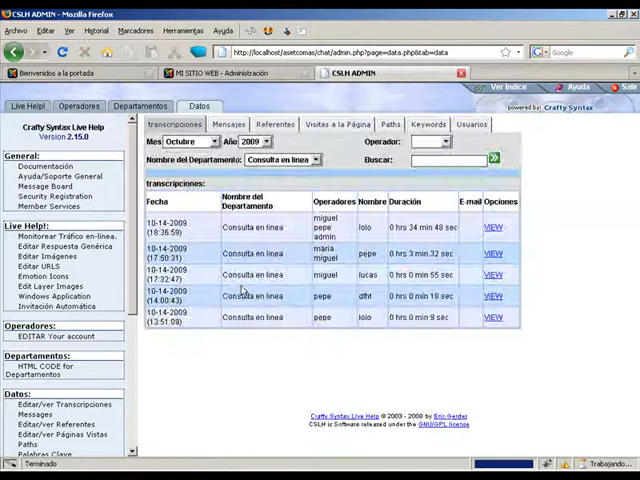 CSLH ADMIN - Mozilla Firefox
Archivo Editar Ver Historial Marcadores Herramientas Ayuda
http://localhost/asetcomas/chat/admin.php?page=data.php&tab=data
Google
Bienvenidos a la portada
MI SITIO WEB - Administración
CSLH ADMIN
Ver Indice Ayuda Salir
Live Help! Operadores Departamentos Datos
powered by: Crafty Syntax
Crafty Syntax Live Help
Version 2.15.0
General:
Documentación
Ayuda/Soporte General
Message Board
Security Registration
Member Services
Live Help!:
Monitorear Tráfico en-linea.
Editar Respuesta Genérica
Editar Imágenes
Editar URLS
Emotion Icons
Edit Layer Images
Windows Application
Invitación Automática
Operadores:
EDITAR Your account
Departamentos:
HTML CODE for
Departamentos
Datos:
Editar/ver Transcripciones
Messages
Editar/ver Referentes
Editar/ver Páginas Vistas
Paths
Palabras Clave
transcripciones Mensajes Referentes Visitas a la Página Paths Keywords Usuarios
Mes Octubre Año 2009 Operador:
Nombre del Departamento: Consulta en linea Buscar:
transcripciones:
Fecha Nombre del Departamento Operadores Nombre Duración E-mail Opciones
10-14-2009 (18:36:59) Consulta en linea miguel pepe admin lolo 0 hrs 34 min 48 sec VIEW
10-14-2009 (17:50:31) Consulta en linea maria miguel pepe 0 hrs 3 min 32 sec VIEW
10-14-2009 (17:32:47) Consulta en linea miguel lucas 0 hrs 0 min 55 sec VIEW
10-14-2009 (14:00:43) Consulta en linea pepe 0 hrs 0 min 18 sec VIEW
10-14-2009 (13:51:09) Consulta en linea pepe lolo 0 hrs 0 min 9 sec VIEW
Crafty Syntax Live Help © 2003 - 2008 by Eric Gerdes
CSLH is Software released under the GNU/GPL license
Terminado
Trabajando...